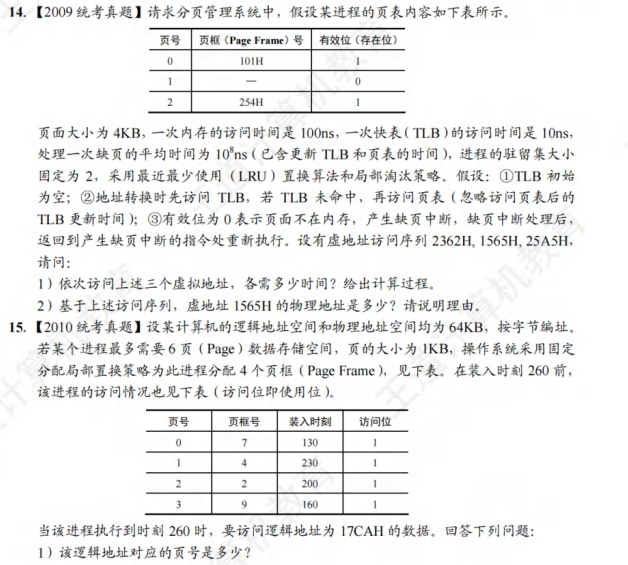 14. 【2009 统考真题】请求分页管理系统中，假设某进程的页表内容如下表所示。
页号 页框（Page Frame）号 有效位（存在位）
0 101H 1
1 — 0
2 254H 1
页面大小为 4KB，一次内存的访问时间是 100ns，一次快表（TLB）的访问时间是 10ns，
处理一次缺页的平均时间为 10⁸ns（已含更新 TLB 和页表的时间），进程的驻留集大小
固定为 2，采用最近最少使用（LRU）置换算法和局部淘汰策略。假设：①TLB 初始
为空；②地址转换时先访问 TLB，若 TLB 未命中，再访问页表（忽略访问页表后的
TLB 更新时间）；③有效位为 0 表示页面不在内存，产生缺页中断，缺页中断处理后，
返回到产生缺页中断的指令处重新执行。设有虚地址访问序列 2362H, 1565H, 25A5H，
请问：
1）依次访问上述三个虚拟地址，各需多少时间？给出计算过程。
2）基于上述访问序列，虚地址 1565H 的物理地址是多少？请说明理由。
15. 【2010 统考真题】设某计算机的逻辑地址空间和物理地址空间均为 64KB，按字节编址。
若某个进程最多需要 6 页（Page）数据存储空间，页的大小为 1KB，操作系统采用固定
分配局部置换策略为此进程分配 4 个页框（Page Frame），见下表。在装入时刻 260 前，
该进程的访问情况也见下表（访问位即使用位）。
页号 页框号 装入时刻 访问位
0 7 130 1
1 4 230 1
2 2 200 1
3 9 160 1
当该进程执行到时刻 260 时，要访问逻辑地址为 17CAH 的数据。回答下列问题：
1）该逻辑地址对应的页号是多少？